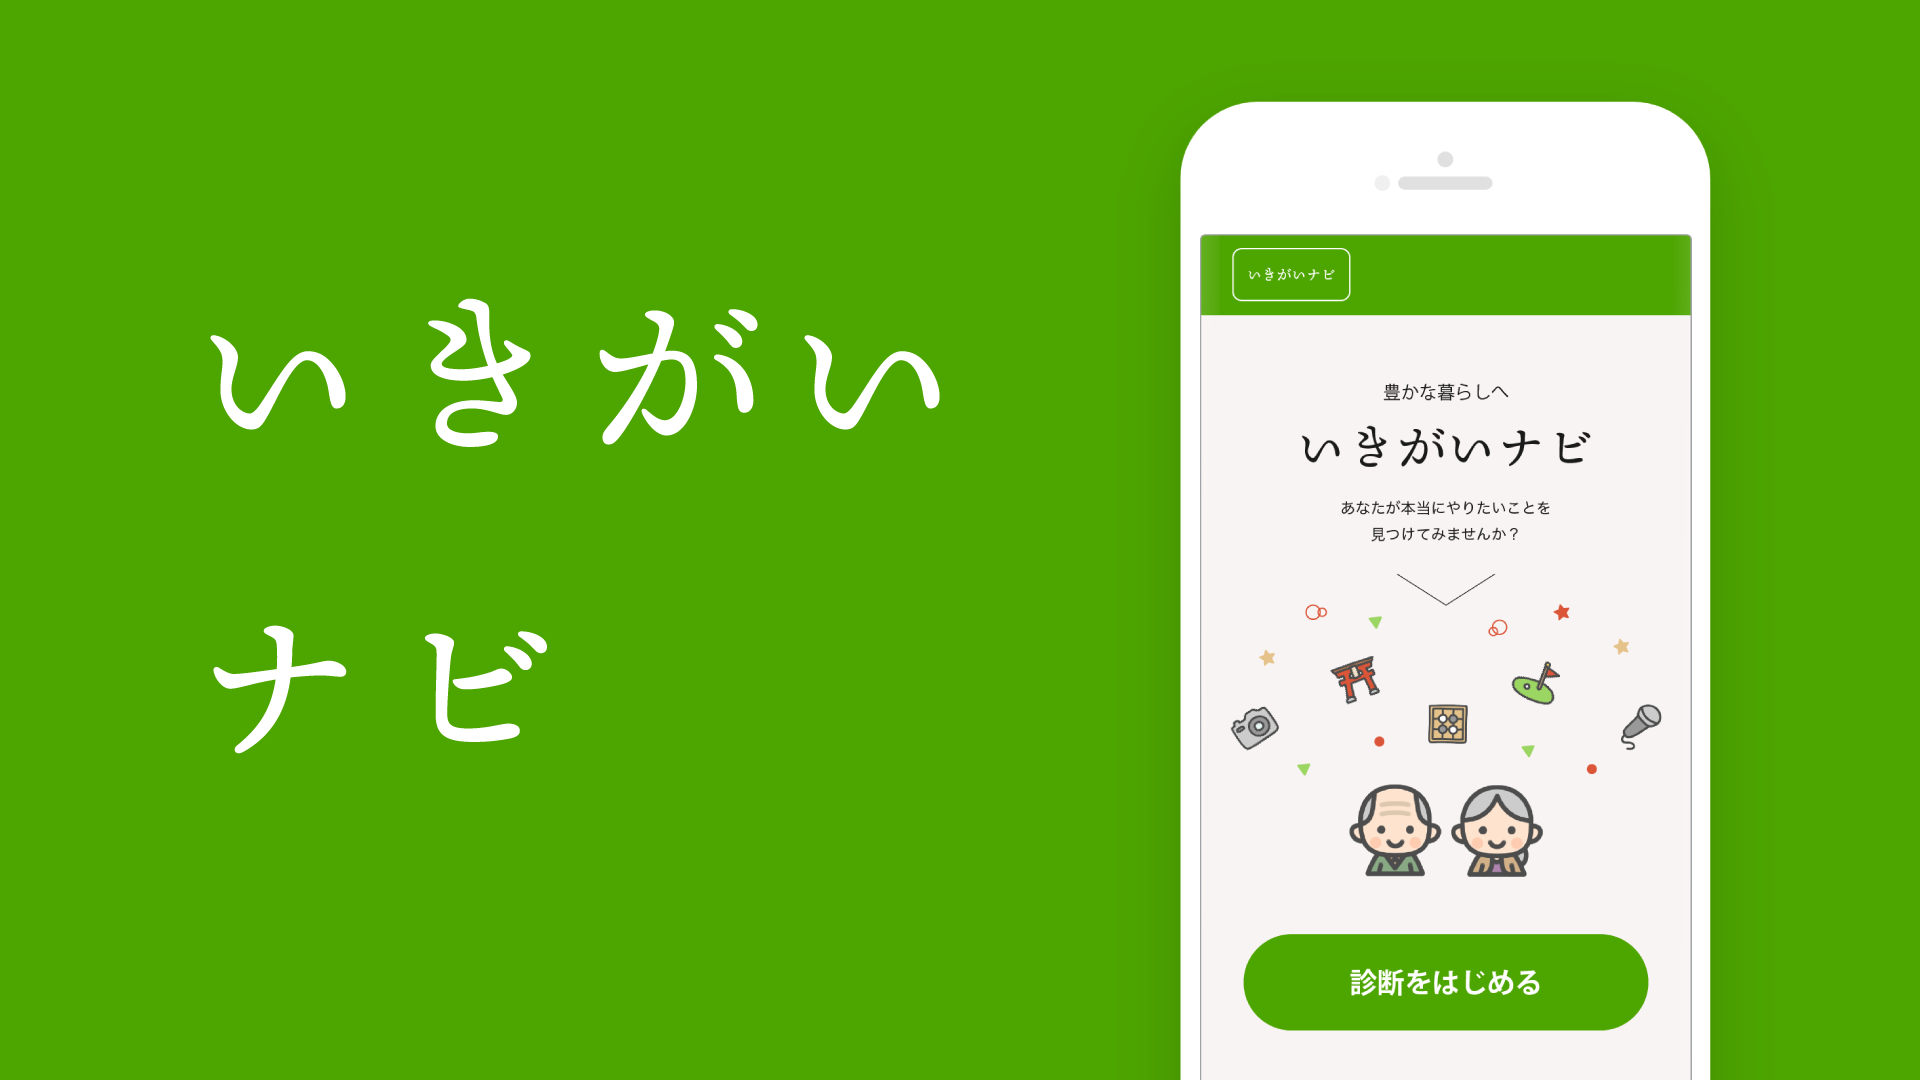 いきがい
ナビ
いきがいナビ
豊かな暮らしへ
いきがいナビ
あなたが本当にやりたいことを
見つけてみませんか？
診断をはじめる